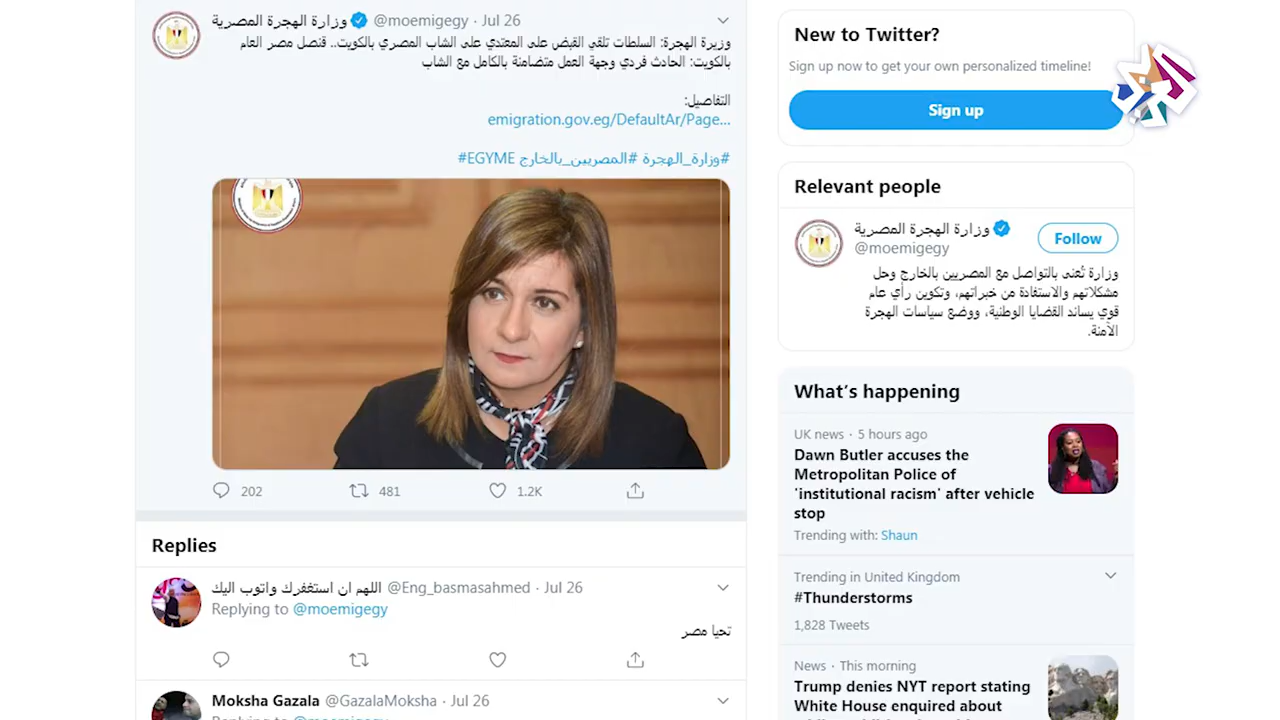 وزارة الهجرة المصرية @moemigegy · Jul 26
وزيرة الهجرة: السلطات تلقي القبض على المعتدي على الشاب المصري بالكويت.. قنصل مصر العام
بالكويت: الحادث فردي وجهة العمل متضامنة بالكامل مع الشاب
التفاصيل:
emigration.gov.eg/DefaultAr/Page...
#وزارة_الهجرة #المصريين_بالخارج #EGYME
202 481 1.2K
Replies
اللهم ان استغفرك واتوب اليك @Eng_basmasahmed · Jul 26
Replying to @moemigegy
تحيا مصر
Moksha Gazala @GazalaMoksha · Jul 26
Replying to @moemigegy
New to Twitter?
Sign up now to get your own personalized timeline!
Sign up
Relevant people
وزارة الهجرة المصرية
@moemigegy
Follow
وزارة تُعنى بالتواصل مع المصريين بالخارج وحل
مشكلاتهم والاستفادة من خبراتهم، وتكوين رأي عام
قوي يساند القضايا الوطنية، ووضع سياسات الهجرة
الآمنة.
What's happening
UK news · 5 hours ago
Dawn Butler accuses the
Metropolitan Police of
'institutional racism' after vehicle
stop
Trending with: Shaun
Trending in United Kingdom
#Thunderstorms
1,828 Tweets
News · This morning
Trump denies NYT report stating
White House enquired about